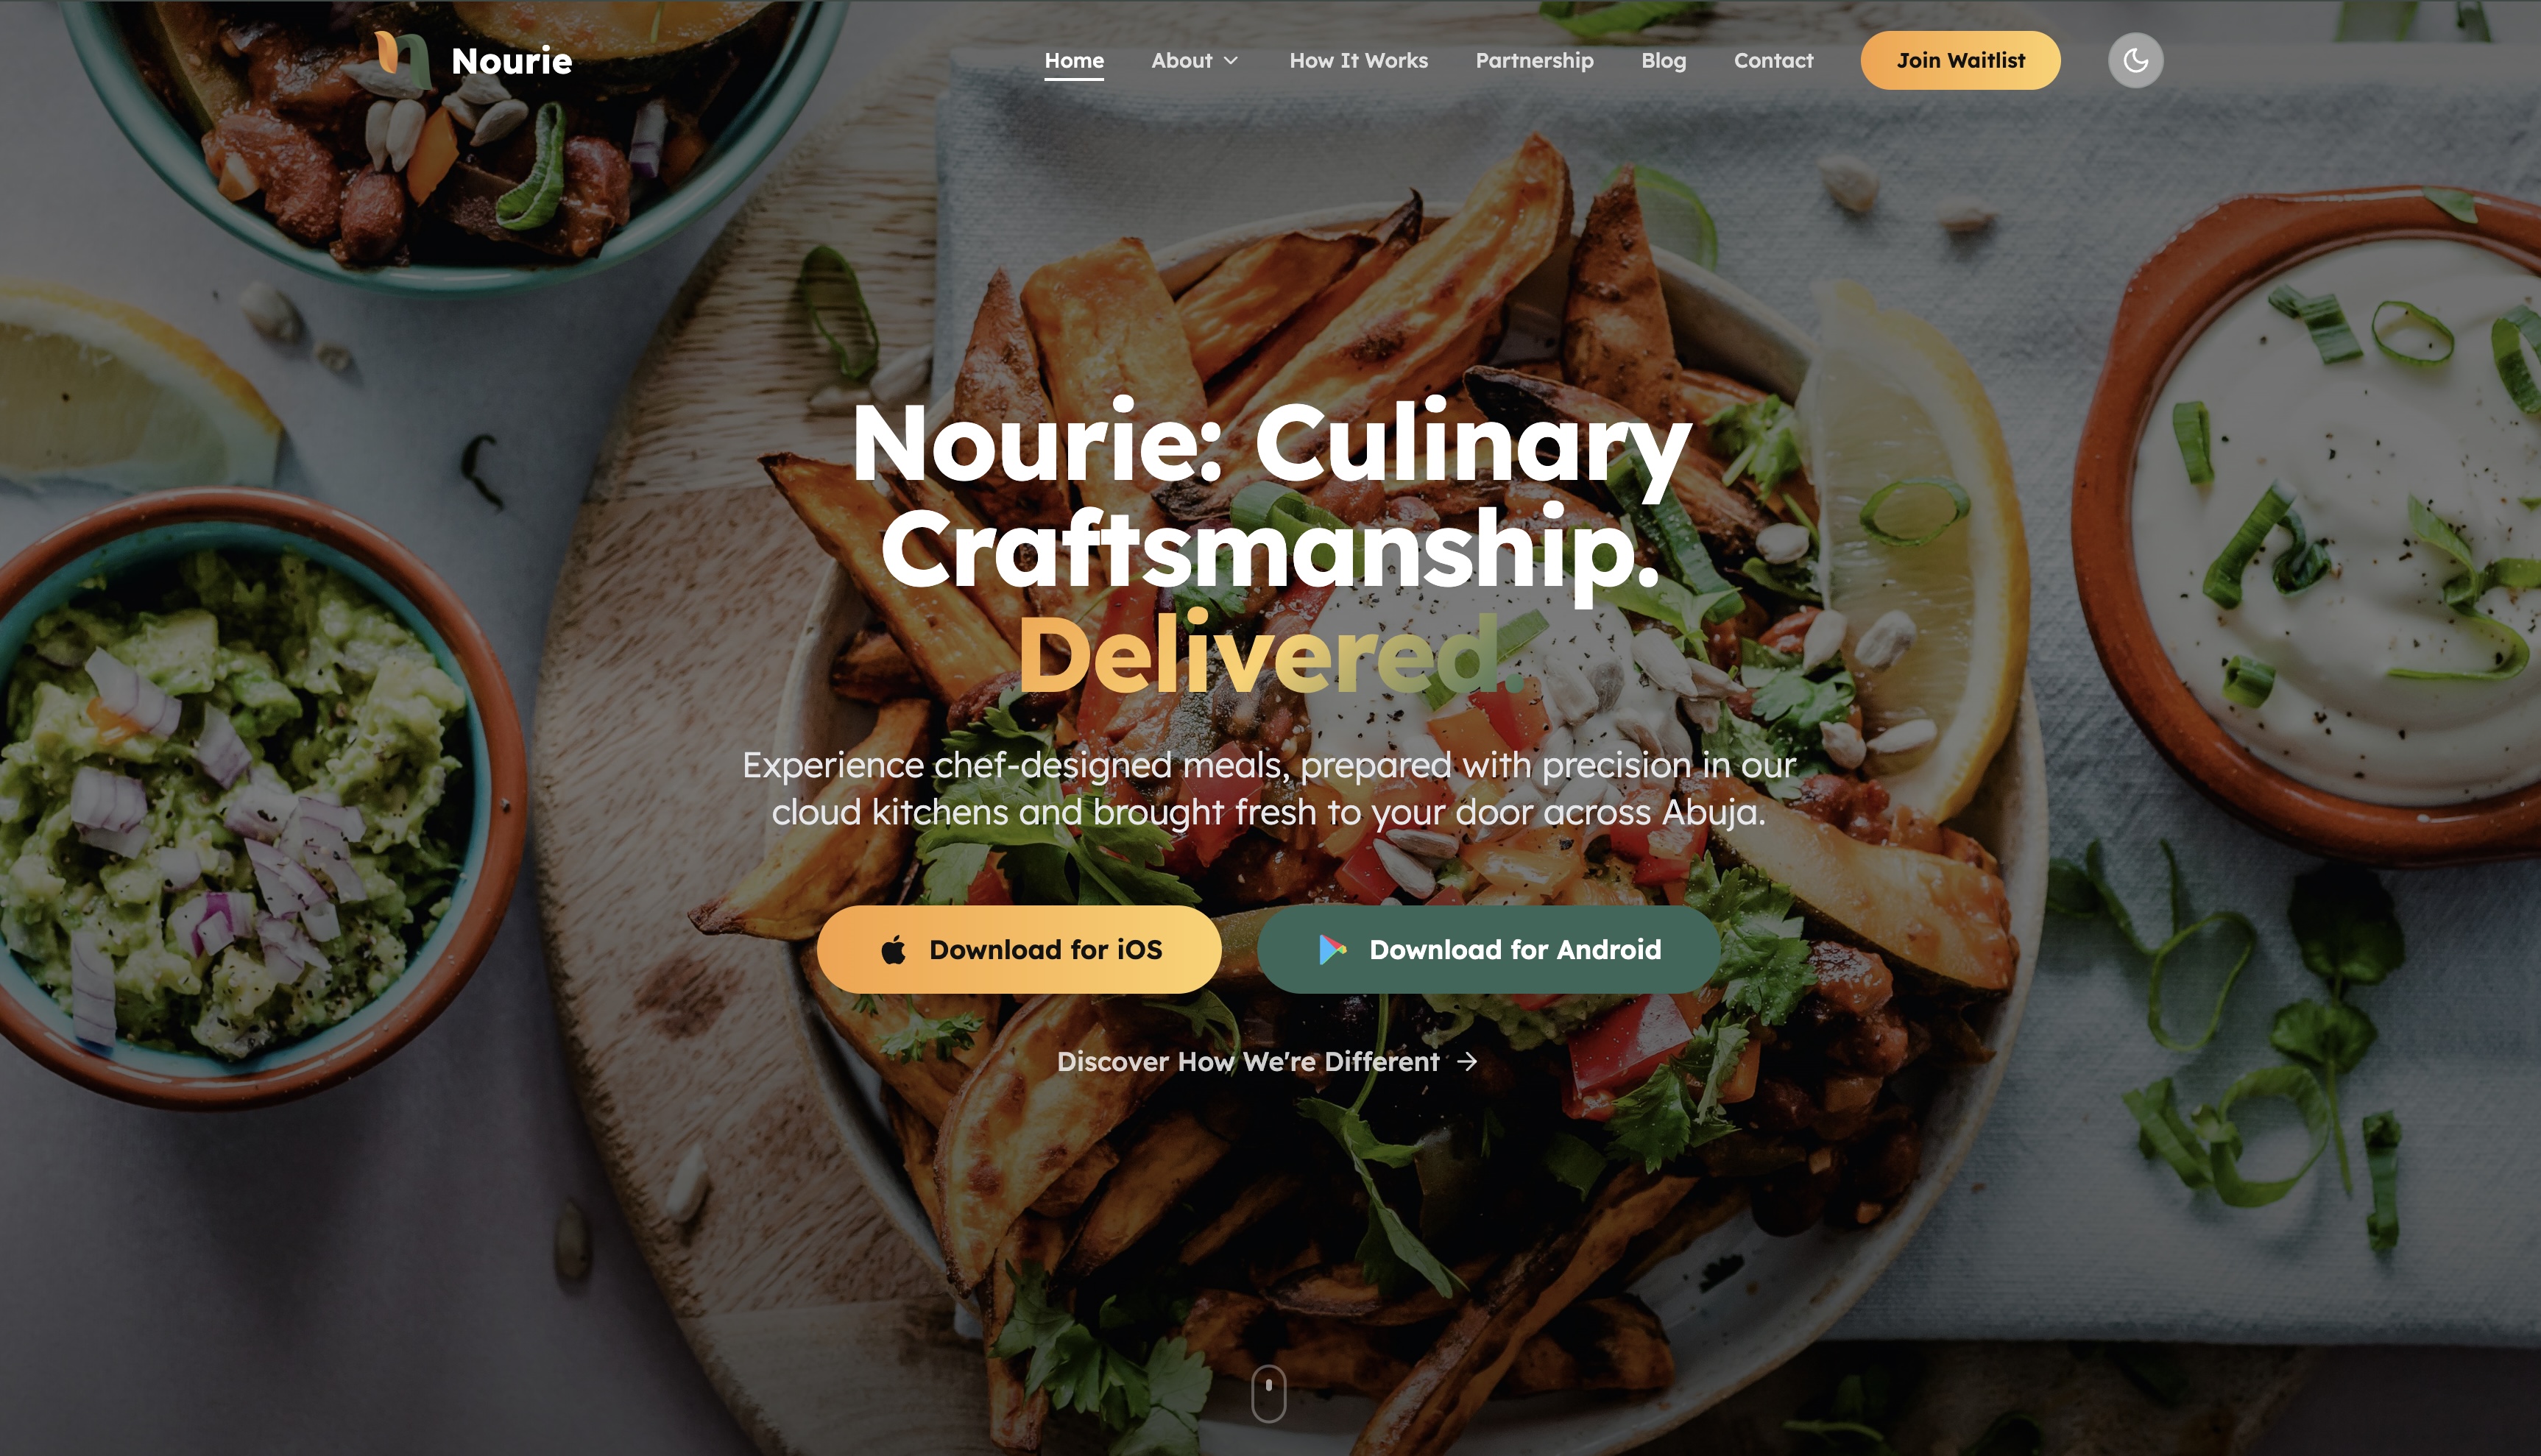 Nourie
Home
About
How It Works
Partnership
Blog
Contact
Join Waitlist
Nourie: Culinary
Craftsmanship.
Delivered.
Experience chef-designed meals, prepared with precision in our
cloud kitchens and brought fresh to your door across Abuja.
Download for iOS
Download for Android
Discover How We're Different